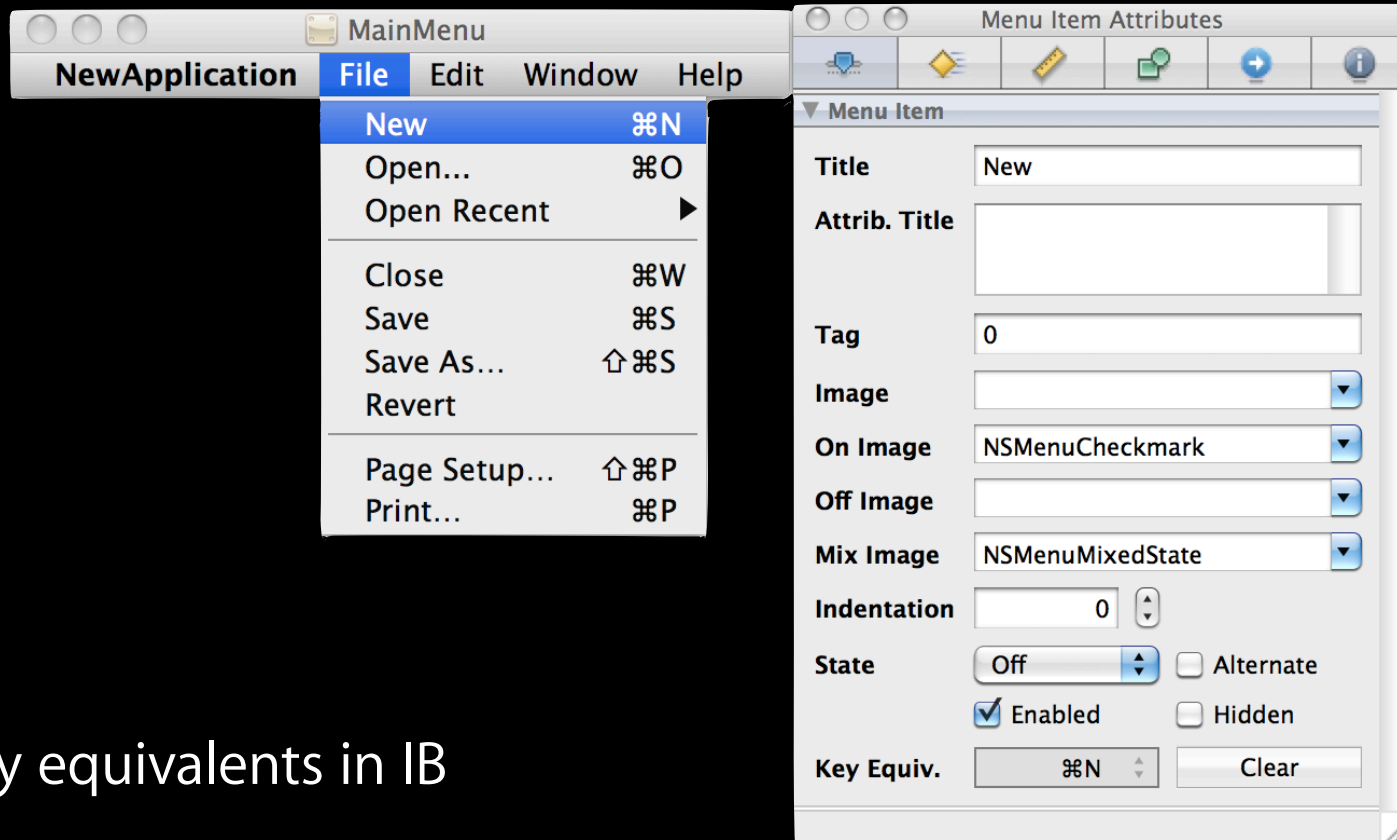 MainMenu
NewApplication File Edit Window Help
New ⌘N
Open... ⌘O
Open Recent ▶
Close ⌘W
Save ⌘S
Save As... ⇧⌘S
Revert
Page Setup... ⇧⌘P
Print... ⌘P
y equivalents in IB
Menu Item Attributes
▼ Menu Item
Title New
Attrib. Title
Tag 0
Image
On Image NSMenuCheckmark
Off Image
Mix Image NSMenuMixedState
Indentation 0
State Off Alternate
Enabled Hidden
Key Equiv. ⌘N Clear